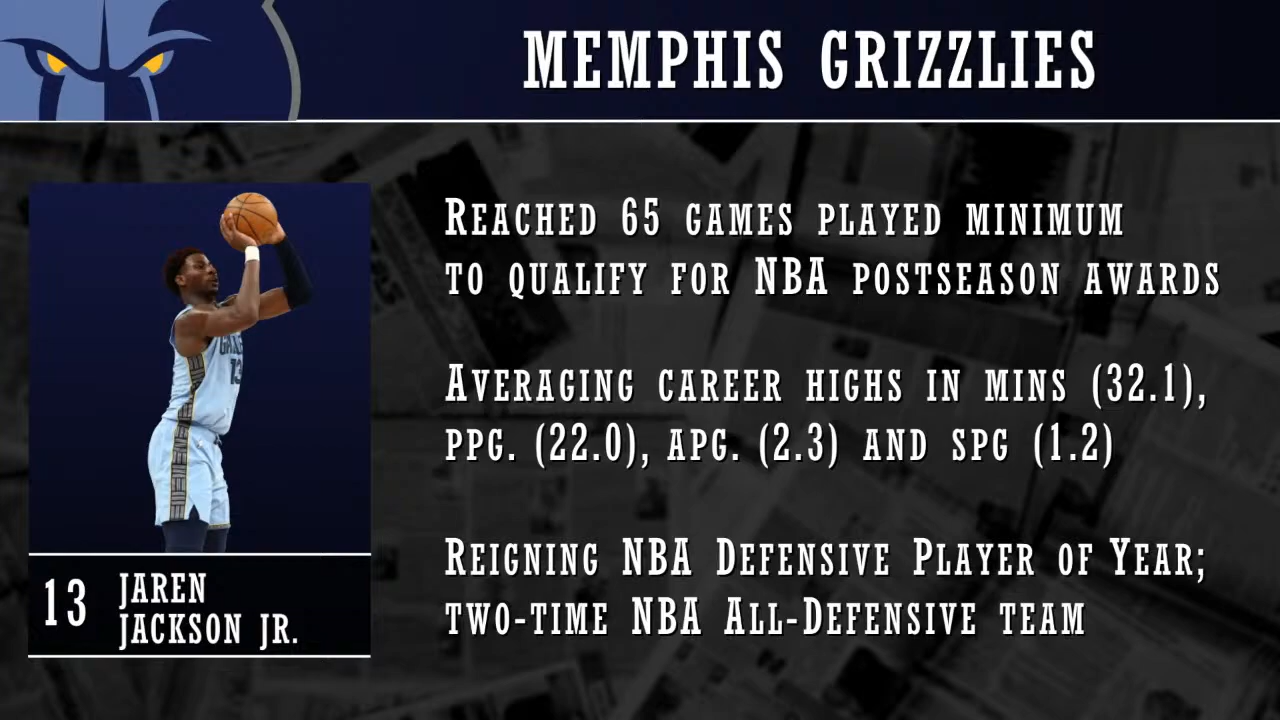 MEMPHIS GRIZZLIES
REACHED 65 GAMES PLAYED MINIMUM
TO QUALIFY FOR NBA POSTSEASON AWARDS
AVERAGING CAREER HIGHS IN MINS (32.1),
PPG. (22.0), APG. (2.3) AND SPG (1.2)
REIGNING NBA DEFENSIVE PLAYER OF YEAR;
TWO-TIME NBA ALL-DEFENSIVE TEAM
13
JAREN
JACKSON JR.